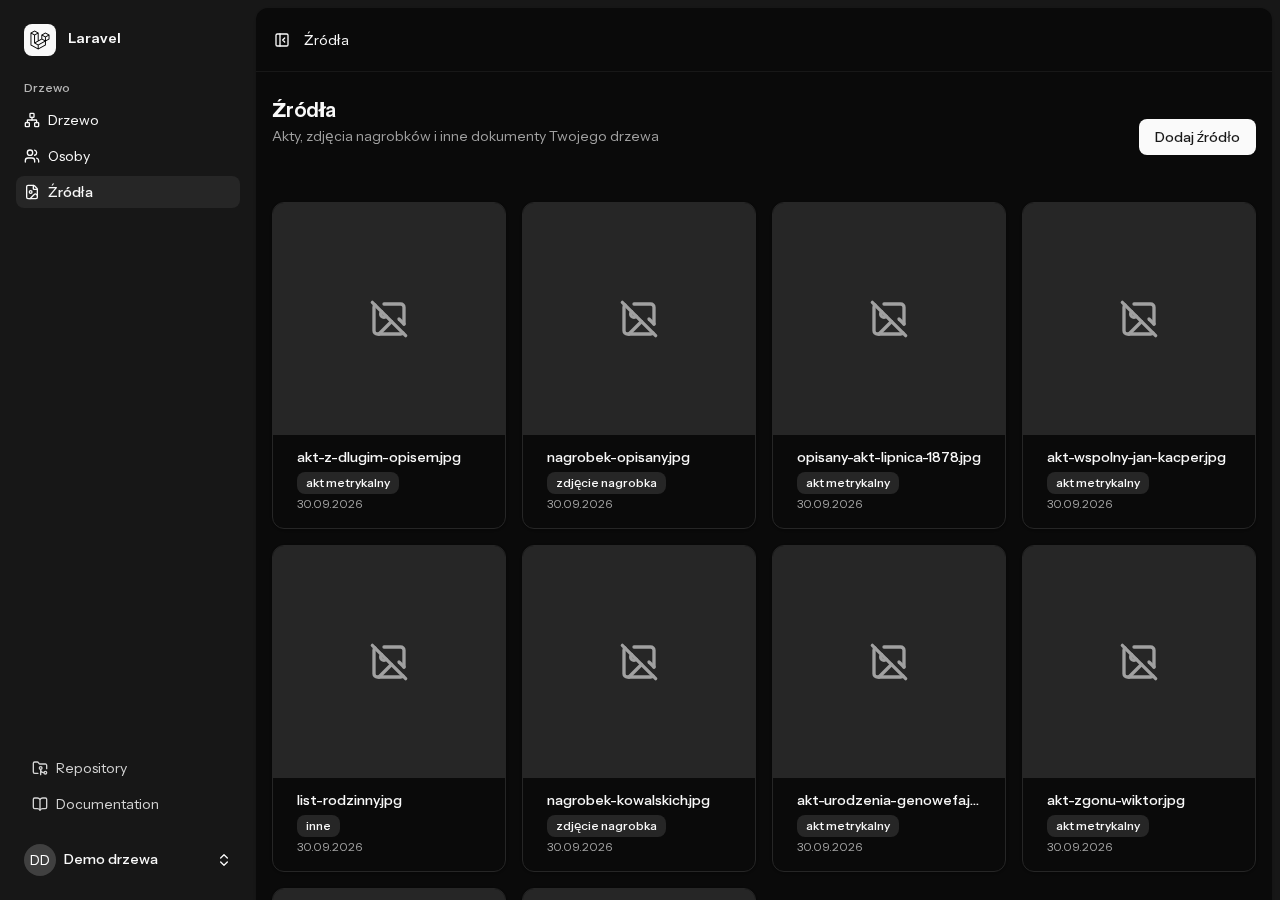 Laravel
Drzewo
Drzewo
Osoby
Źródła
Repository
Documentation
DD
Demo drzewa
Źródła
Źródła
Akty, zdjęcia nagrobków i inne dokumenty Twojego drzewa
Dodaj źródło
akt-z-dlugim-opisem.jpg
akt metrykalny
30.09.2026
nagrobek-opisany.jpg
zdjęcie nagrobka
30.09.2026
opisany-akt-lipnica-1878.jpg
akt metrykalny
30.09.2026
akt-wspolny-jan-kacper.jpg
akt metrykalny
30.09.2026
list-rodzinny.jpg
inne
30.09.2026
nagrobek-kowalskich.jpg
zdjęcie nagrobka
30.09.2026
akt-urodzenia-genowefa.j...
akt metrykalny
30.09.2026
akt-zgonu-wiktor.jpg
akt metrykalny
30.09.2026